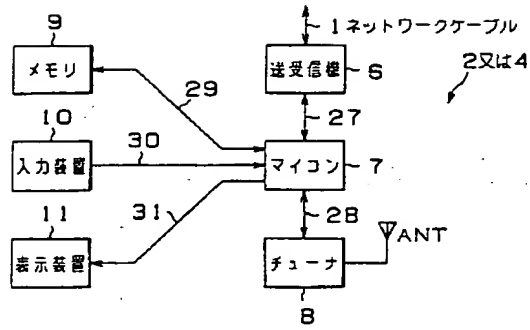 9
メモリ
29
1ネットワークケーブル
送受信機
6
2又は4
27
10
入力装置
30
マイコン
7
31
28
11
表示装置
ANT
チューナ
8